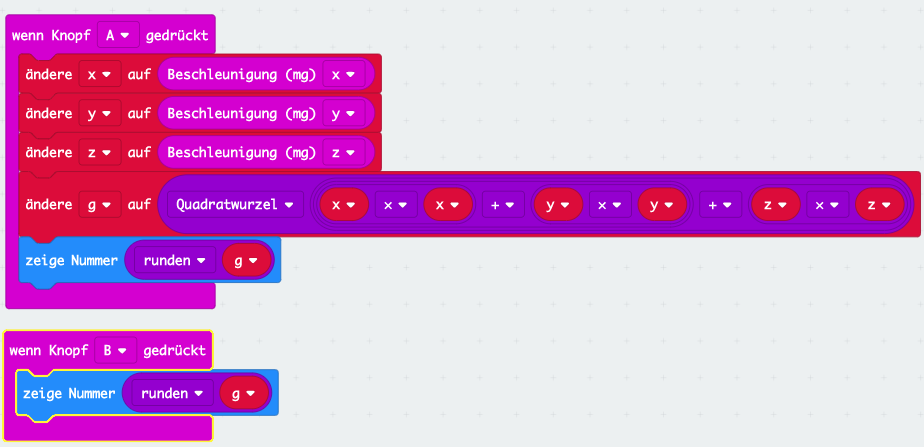 wenn Knopf A gedrückt
ändere x auf Beschleunigung (mg) x
ändere y auf Beschleunigung (mg) y
ändere z auf Beschleunigung (mg) z
ändere g auf Quadratwurzel x × x + y × y + z × z
zeige Nummer runden g
wenn Knopf B gedrückt
zeige Nummer runden g